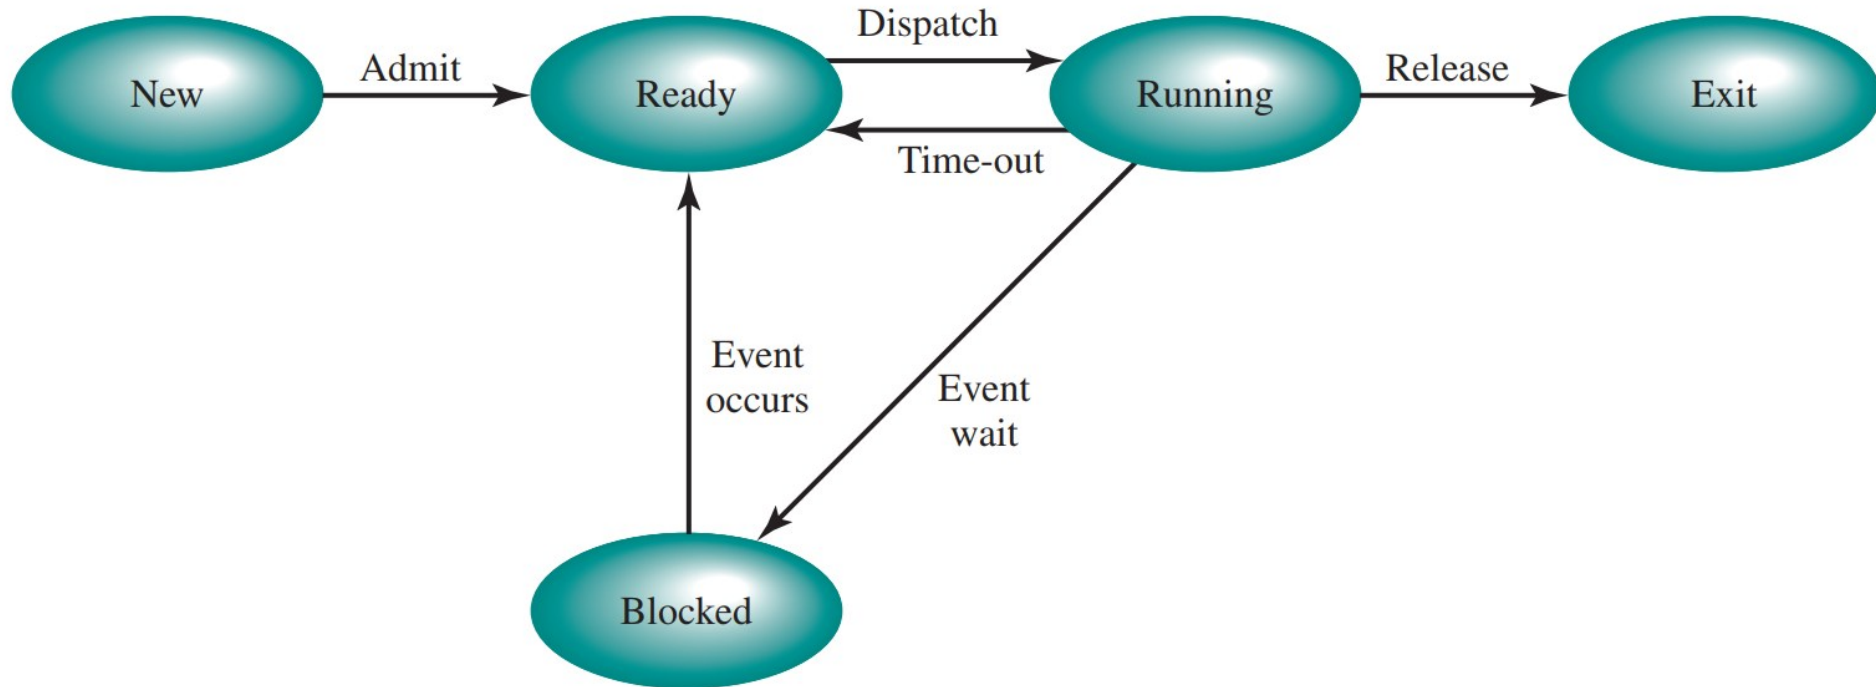 Dispatch
New
Admit
Ready
Running
Release
Exit
Time-out
Event
occurs
Event
wait
Blocked